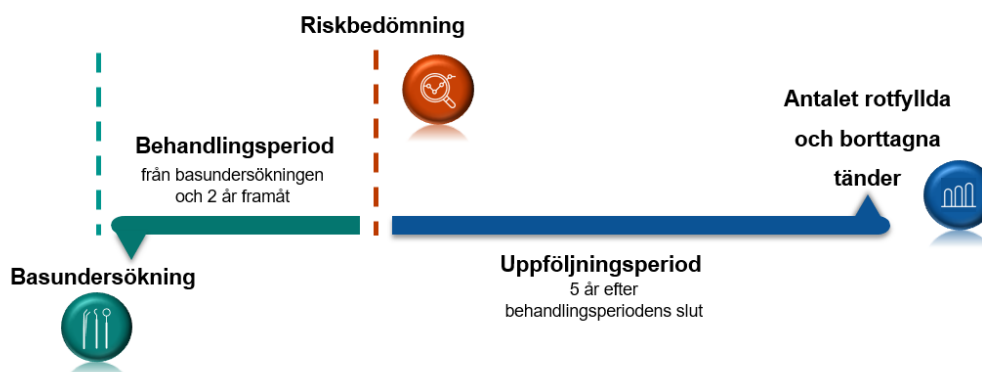 Riskbedömning
Antalet rotfyllda
och borttagna
tänder
Behandlingsperiod
från basundersökningen
och 2 år framåt
Basundersökning
Uppföljningsperiod
5 år efter
behandlingsperiodens slut